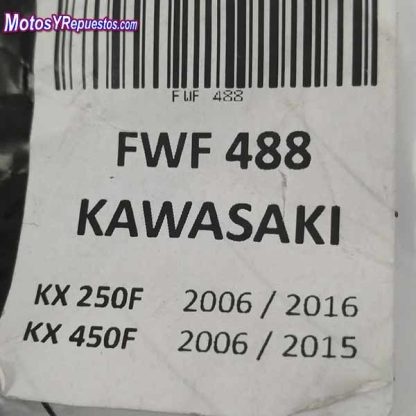 MotosYRepuestos.com
FWF 488
FWF 488
KAWASAKI
KX 250F 2006 / 2016
KX 450F 2006 / 2015